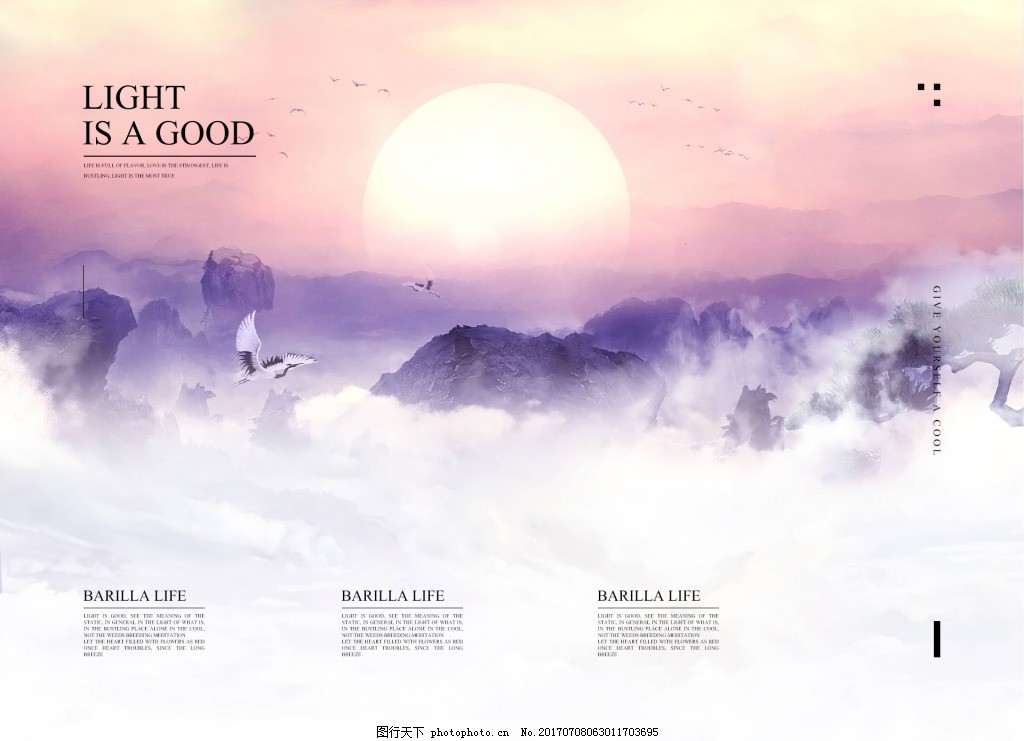 LIGHT
IS A GOOD
LIFE IS FULL OF FLAVOR, LOVE IS THE STRONGEST, LIFE IS
BUSTLING, LIGHT IS THE MOST TRUE
GIVE YOURSELF A COOL
BARILLA LIFE
LIGHT IS GOOD, SEE THE MEANING OF THE
STATIC, IN GENERAL IN THE LIGHT OF WHAT IS,
IN THE BUSTLING PLACE ALONE IN THE COOL,
NOT THE WEEDS BREEDING MEDITATION
LET THE HEART FILLED WITH FLOWERS AS RED
ONCE HEART TROUBLES, SINCE THE LONG
BREEZE
BARILLA LIFE
LIGHT IS GOOD, SEE THE MEANING OF THE
STATIC, IN GENERAL IN THE LIGHT OF WHAT IS,
IN THE BUSTLING PLACE ALONE IN THE COOL,
NOT THE WEEDS BREEDING MEDITATION
LET THE HEART FILLED WITH FLOWERS AS RED
ONCE HEART TROUBLES, SINCE THE LONG
BREEZE
BARILLA LIFE
LIGHT IS GOOD, SEE THE MEANING OF THE
STATIC, IN GENERAL IN THE LIGHT OF WHAT IS,
IN THE BUSTLING PLACE ALONE IN THE COOL,
NOT THE WEEDS BREEDING MEDITATION
LET THE HEART FILLED WITH FLOWERS AS RED
ONCE HEART TROUBLES, SINCE THE LONG
BREEZE
图行天下 photophoto.cn No.20170708063011703695